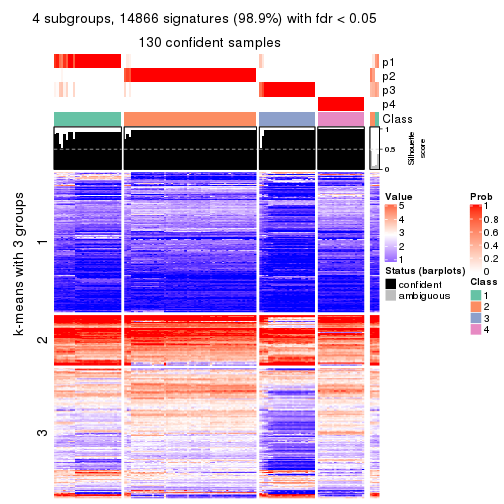 4 subgroups, 14866 signatures (98.9%) with fdr < 0.05
130 confident samples
p1
p2
p3
p4
Class
1
0.5
0
Silhouette
score
k-means with 3 groups
1
2
3
Value
5
4
3
2
1
Status (barplots)
confident
ambiguous
Prob
1
0.8
0.6
0.4
0.2
0
Class
1
2
3
4